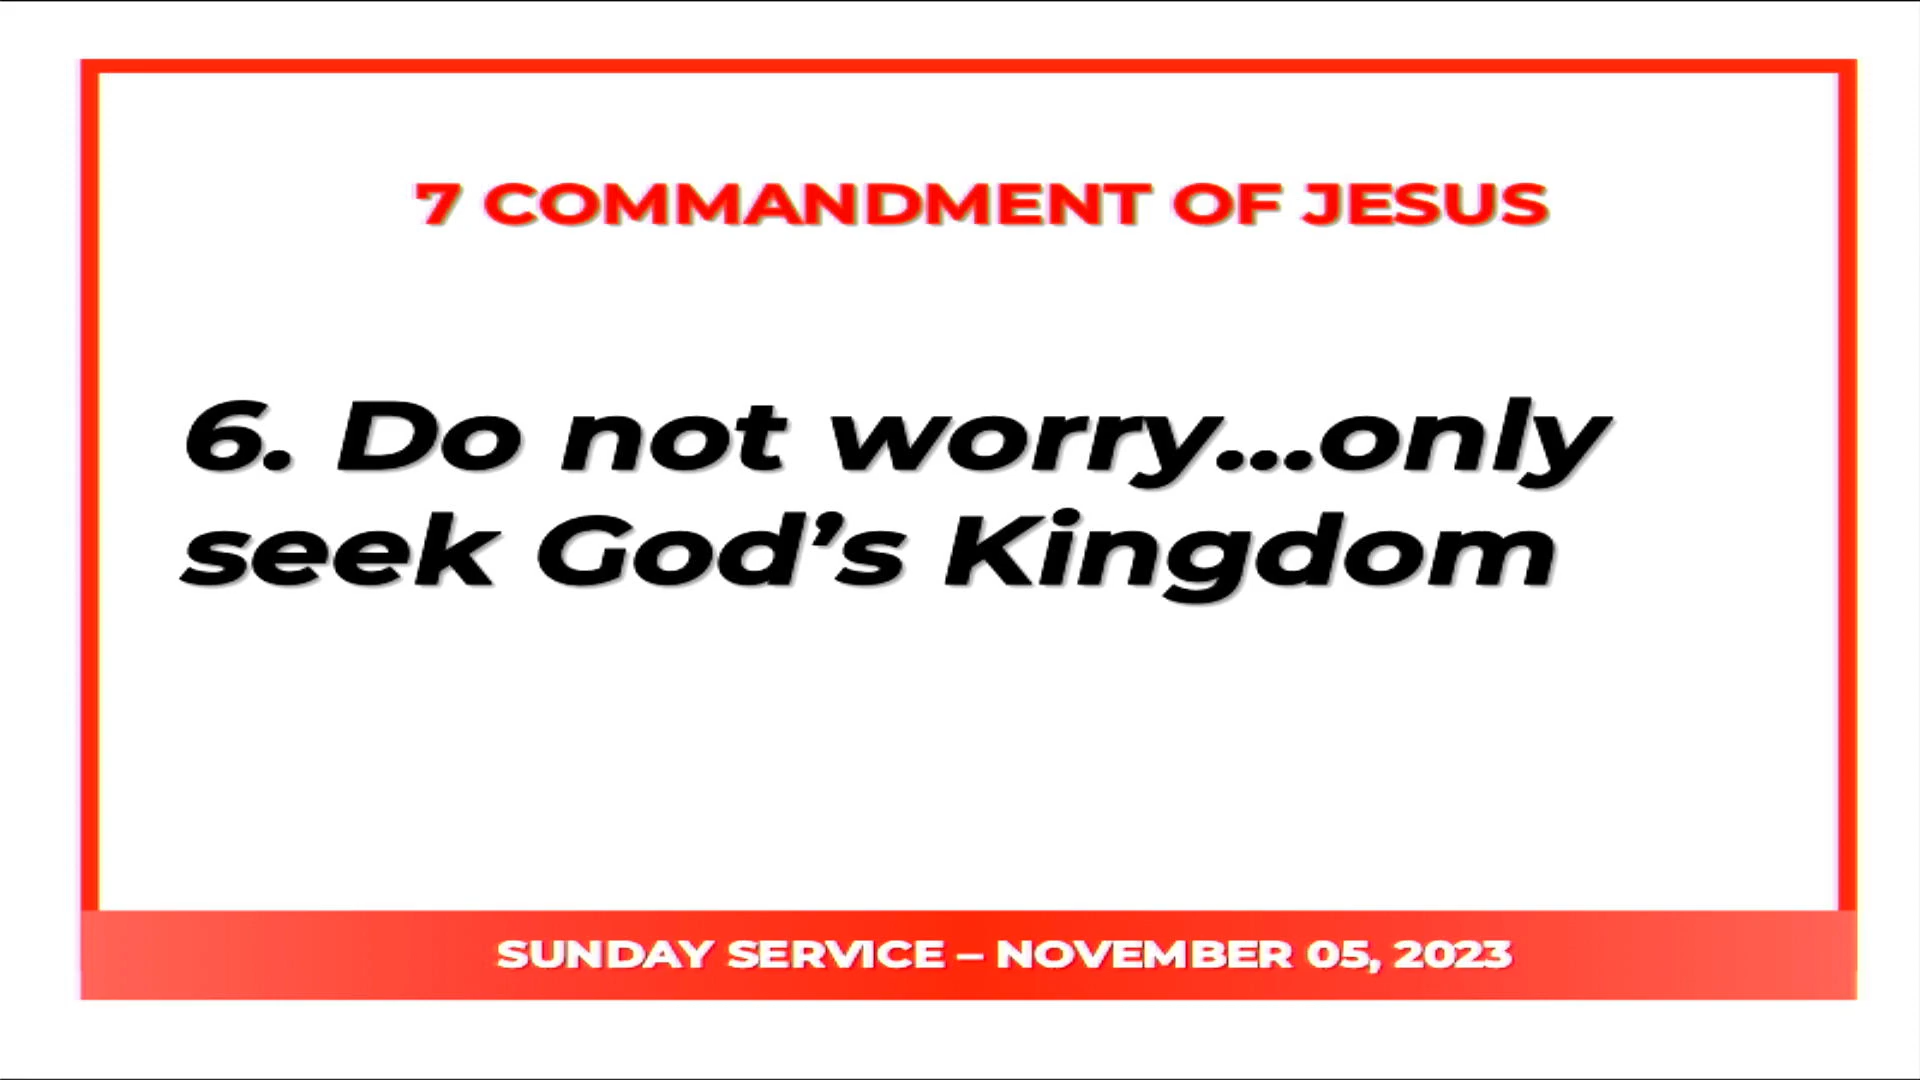 7 COMMANDMENT OF JESUS
6. Do not worry...only
seek God’s Kingdom
SUNDAY SERVICE – NOVEMBER 05, 2023